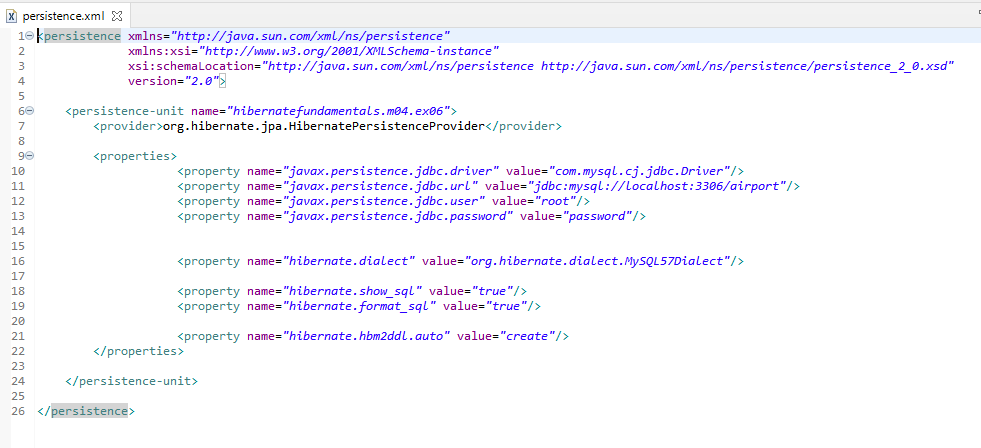 persistence.xml
1 <persistence xmlns="http://java.sun.com/xml/ns/persistence"
2 xmlns:xsi="http://www.w3.org/2001/XMLSchema-instance"
3 xsi:schemaLocation="http://java.sun.com/xml/ns/persistence http://java.sun.com/xml/ns/persistence/persistence_2_0.xsd"
4 version="2.0">
5
6 <persistence-unit name="hibernatefundamentals.m04.ex06">
7 <provider>org.hibernate.jpa.HibernatePersistenceProvider</provider>
8
9 <properties>
10 <property name="javax.persistence.jdbc.driver" value="com.mysql.cj.jdbc.Driver"/>
11 <property name="javax.persistence.jdbc.url" value="jdbc:mysql://localhost:3306/airport"/>
12 <property name="javax.persistence.jdbc.user" value="root"/>
13 <property name="javax.persistence.jdbc.password" value="password"/>
14
15
16 <property name="hibernate.dialect" value="org.hibernate.dialect.MySQL57Dialect"/>
17
18 <property name="hibernate.show_sql" value="true"/>
19 <property name="hibernate.format_sql" value="true"/>
20
21 <property name="hibernate.hbm2ddl.auto" value="create"/>
22 </properties>
23
24 </persistence-unit>
25
26 </persistence>